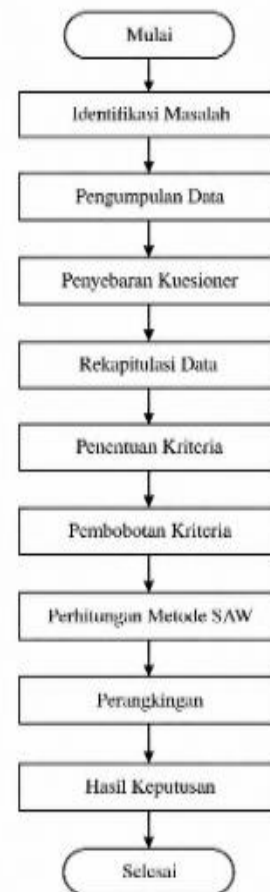 Mulai
Identifikasi Masalah
Pengumpulan Data
Penyebaran Kuesioner
Rekapitulasi Data
Penentuan Kriteria
Pembobotan Kriteria
Perhitungan Metode SAW
Perangkingan
Hasil Keputusan
Selesai